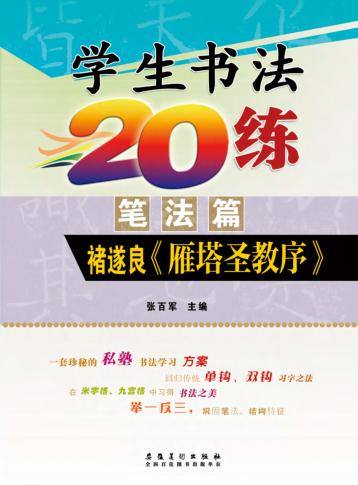 学生书法
20练
笔法篇
褚遂良《雁塔圣教序》
张百军 主编
一套珍秘的 私塾 书法学习 方案
回归传统 单钩、双钩 习字之法
在 米字格、九宫格 中习得 书法之美
举一反三，巩固笔法、结构特征
安徽美术出版社
全国百佳图书出版单位